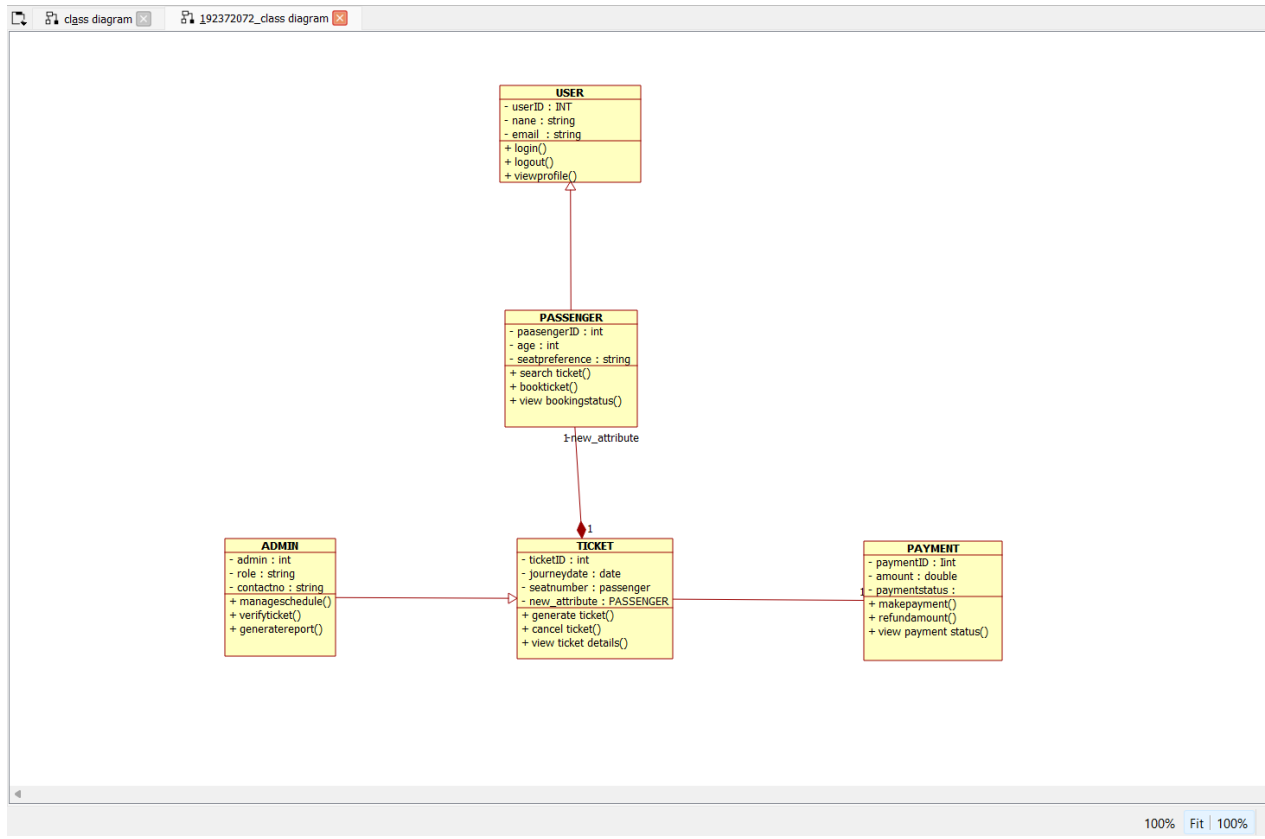 class diagram
192372072_class diagram
USER
- userID : INT
- nane : string
- email : string
+ login()
+ logout()
+ viewprofile()
PASSENGER
- paasengerID : int
- age : int
- seatpreference : string
+ search ticket()
+ bookticket()
+ view bookingstatus()
1 -new_attribute
1
ADMIN
- admin : int
- role : string
- contactno : string
+ manageschedule()
+ verifyticket()
+ generatereport()
TICKET
- ticketID : int
- journeydate : date
- seatnumber : passenger
- new_attribute : PASSENGER
+ generate ticket()
+ cancel ticket()
+ view ticket details()
1
PAYMENT
- paymentID : Iint
- amount : double
- paymentstatus :
+ makepayment()
+ refundamount()
+ view payment status()
100% Fit 100%